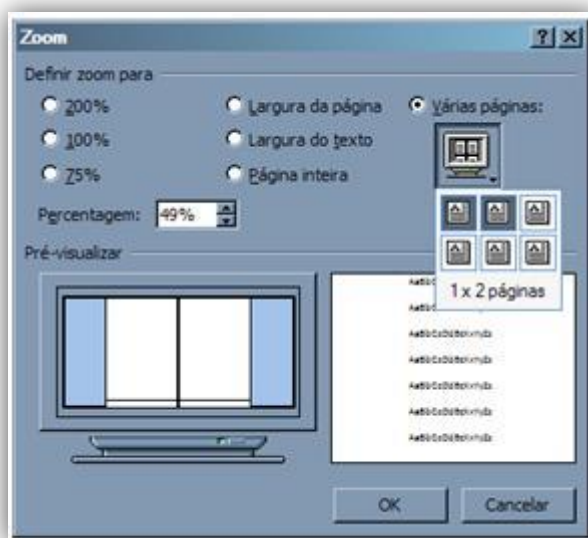 Zoom
Definir zoom para
200%
Largura da página
Várias páginas:
100%
Largura do texto
75%
Página inteira
Percentagem: 49%
1 x 2 páginas
Pré-visualizar
OK
Cancelar